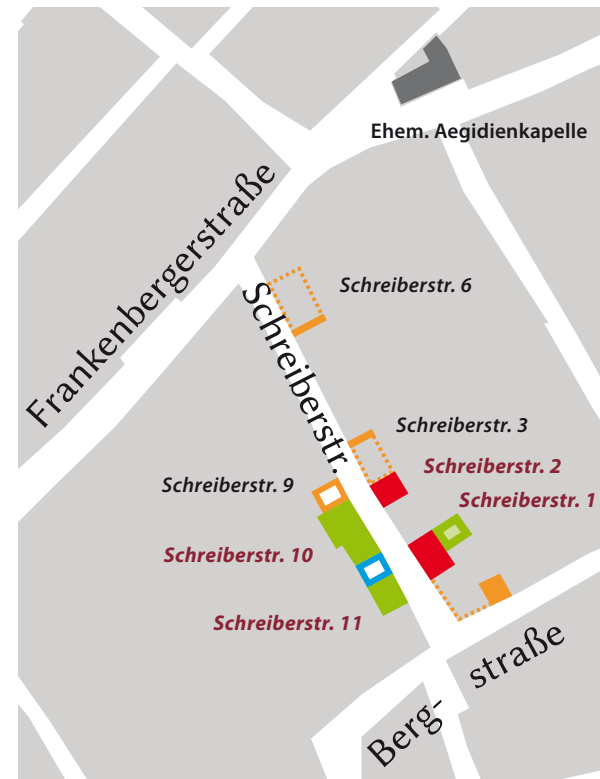 Ehem. Aegidienkapelle
Frankenbergerstraße
Schreiberstr. 6
Schreiberstr.
Schreiberstr. 3
Schreiberstr. 2
Schreiberstr. 9
Schreiberstr. 1
Schreiberstr. 10
Schreiberstr. 11
Berg-
straße